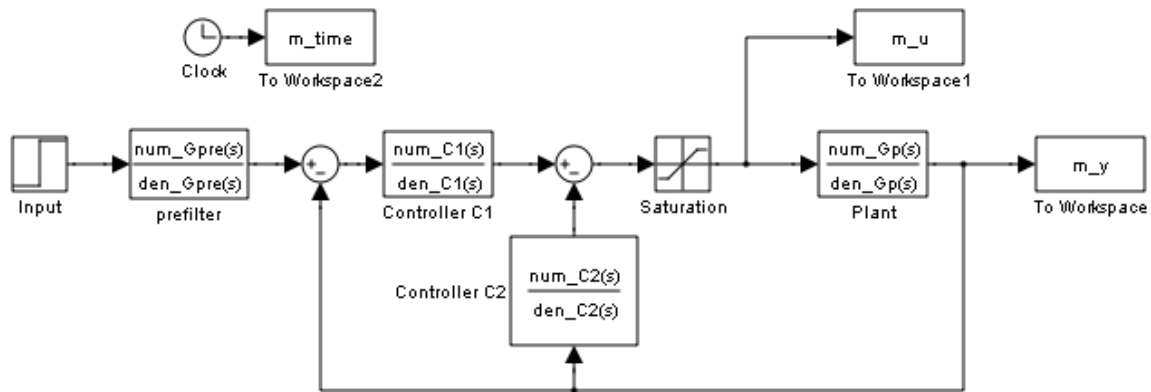 m_time
Clock
To Workspace2
m_u
To Workspace1
Input
num_Gpre(s)
den_Gpre(s)
prefilter
+
−
num_C1(s)
den_C1(s)
Controller C1
+
−
Saturation
num_Gp(s)
den_Gp(s)
Plant
m_y
To Workspace
Controller C2
num_C2(s)
den_C2(s)